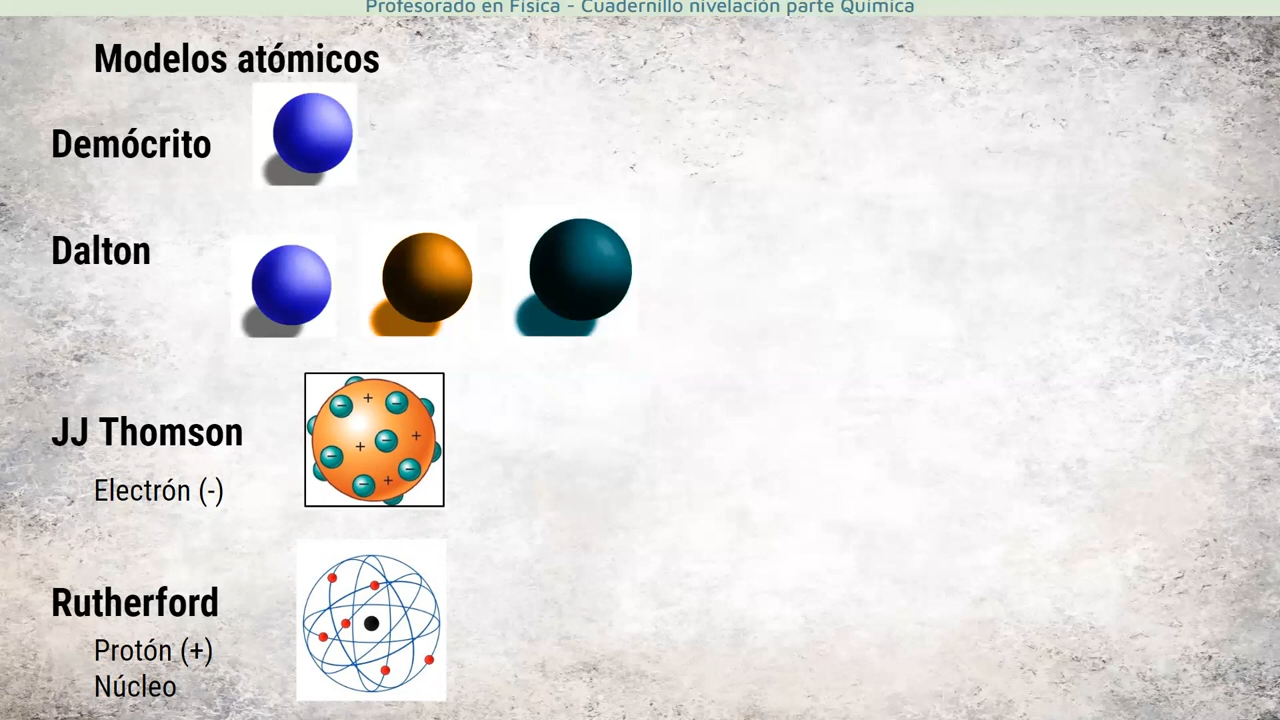 Profesorado en Física - Cuadernillo nivelación parte Química
Modelos atómicos
Demócrito
Dalton
JJ Thomson
Electrón (-)
Rutherford
Protón (+)
Núcleo